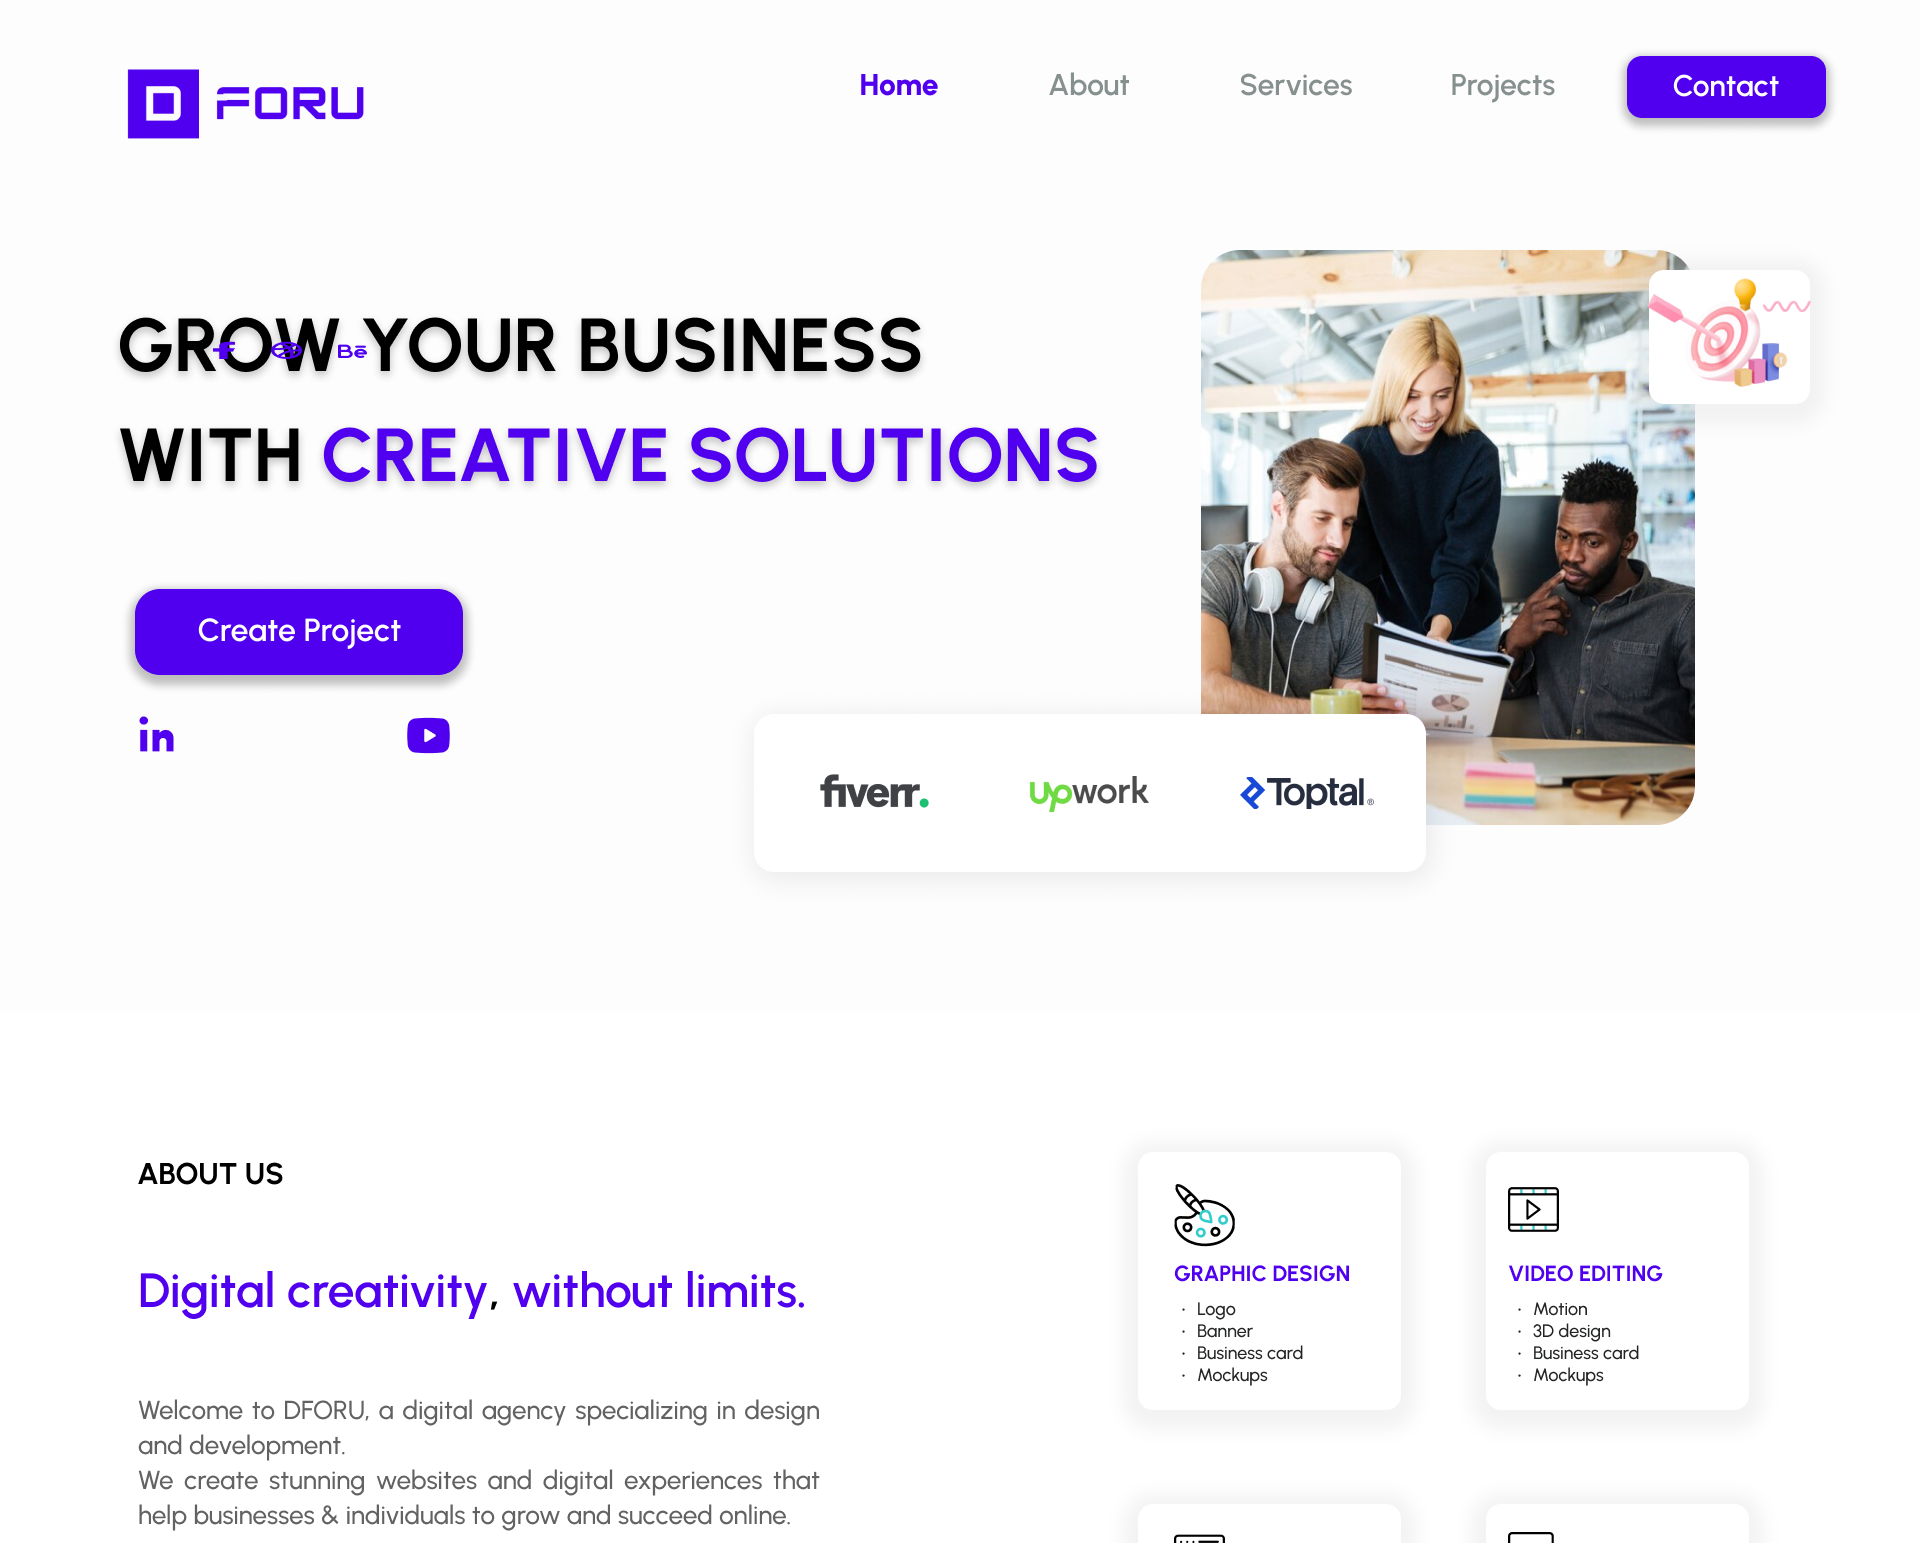 D FORU
Home
About
Services
Projects
Contact
GROW YOUR BUSINESS
Bē
WITH CREATIVE SOLUTIONS
Create Project
in
fiverr.
upwork
Toptal®
ABOUT US
Digital creativity, without limits.
Welcome to DFORU, a digital agency specializing in design
and development.
We create stunning websites and digital experiences that
help businesses & individuals to grow and succeed online.
GRAPHIC DESIGN
· Logo
· Banner
· Business card
· Mockups
VIDEO EDITING
· Motion
· 3D design
· Business card
· Mockups